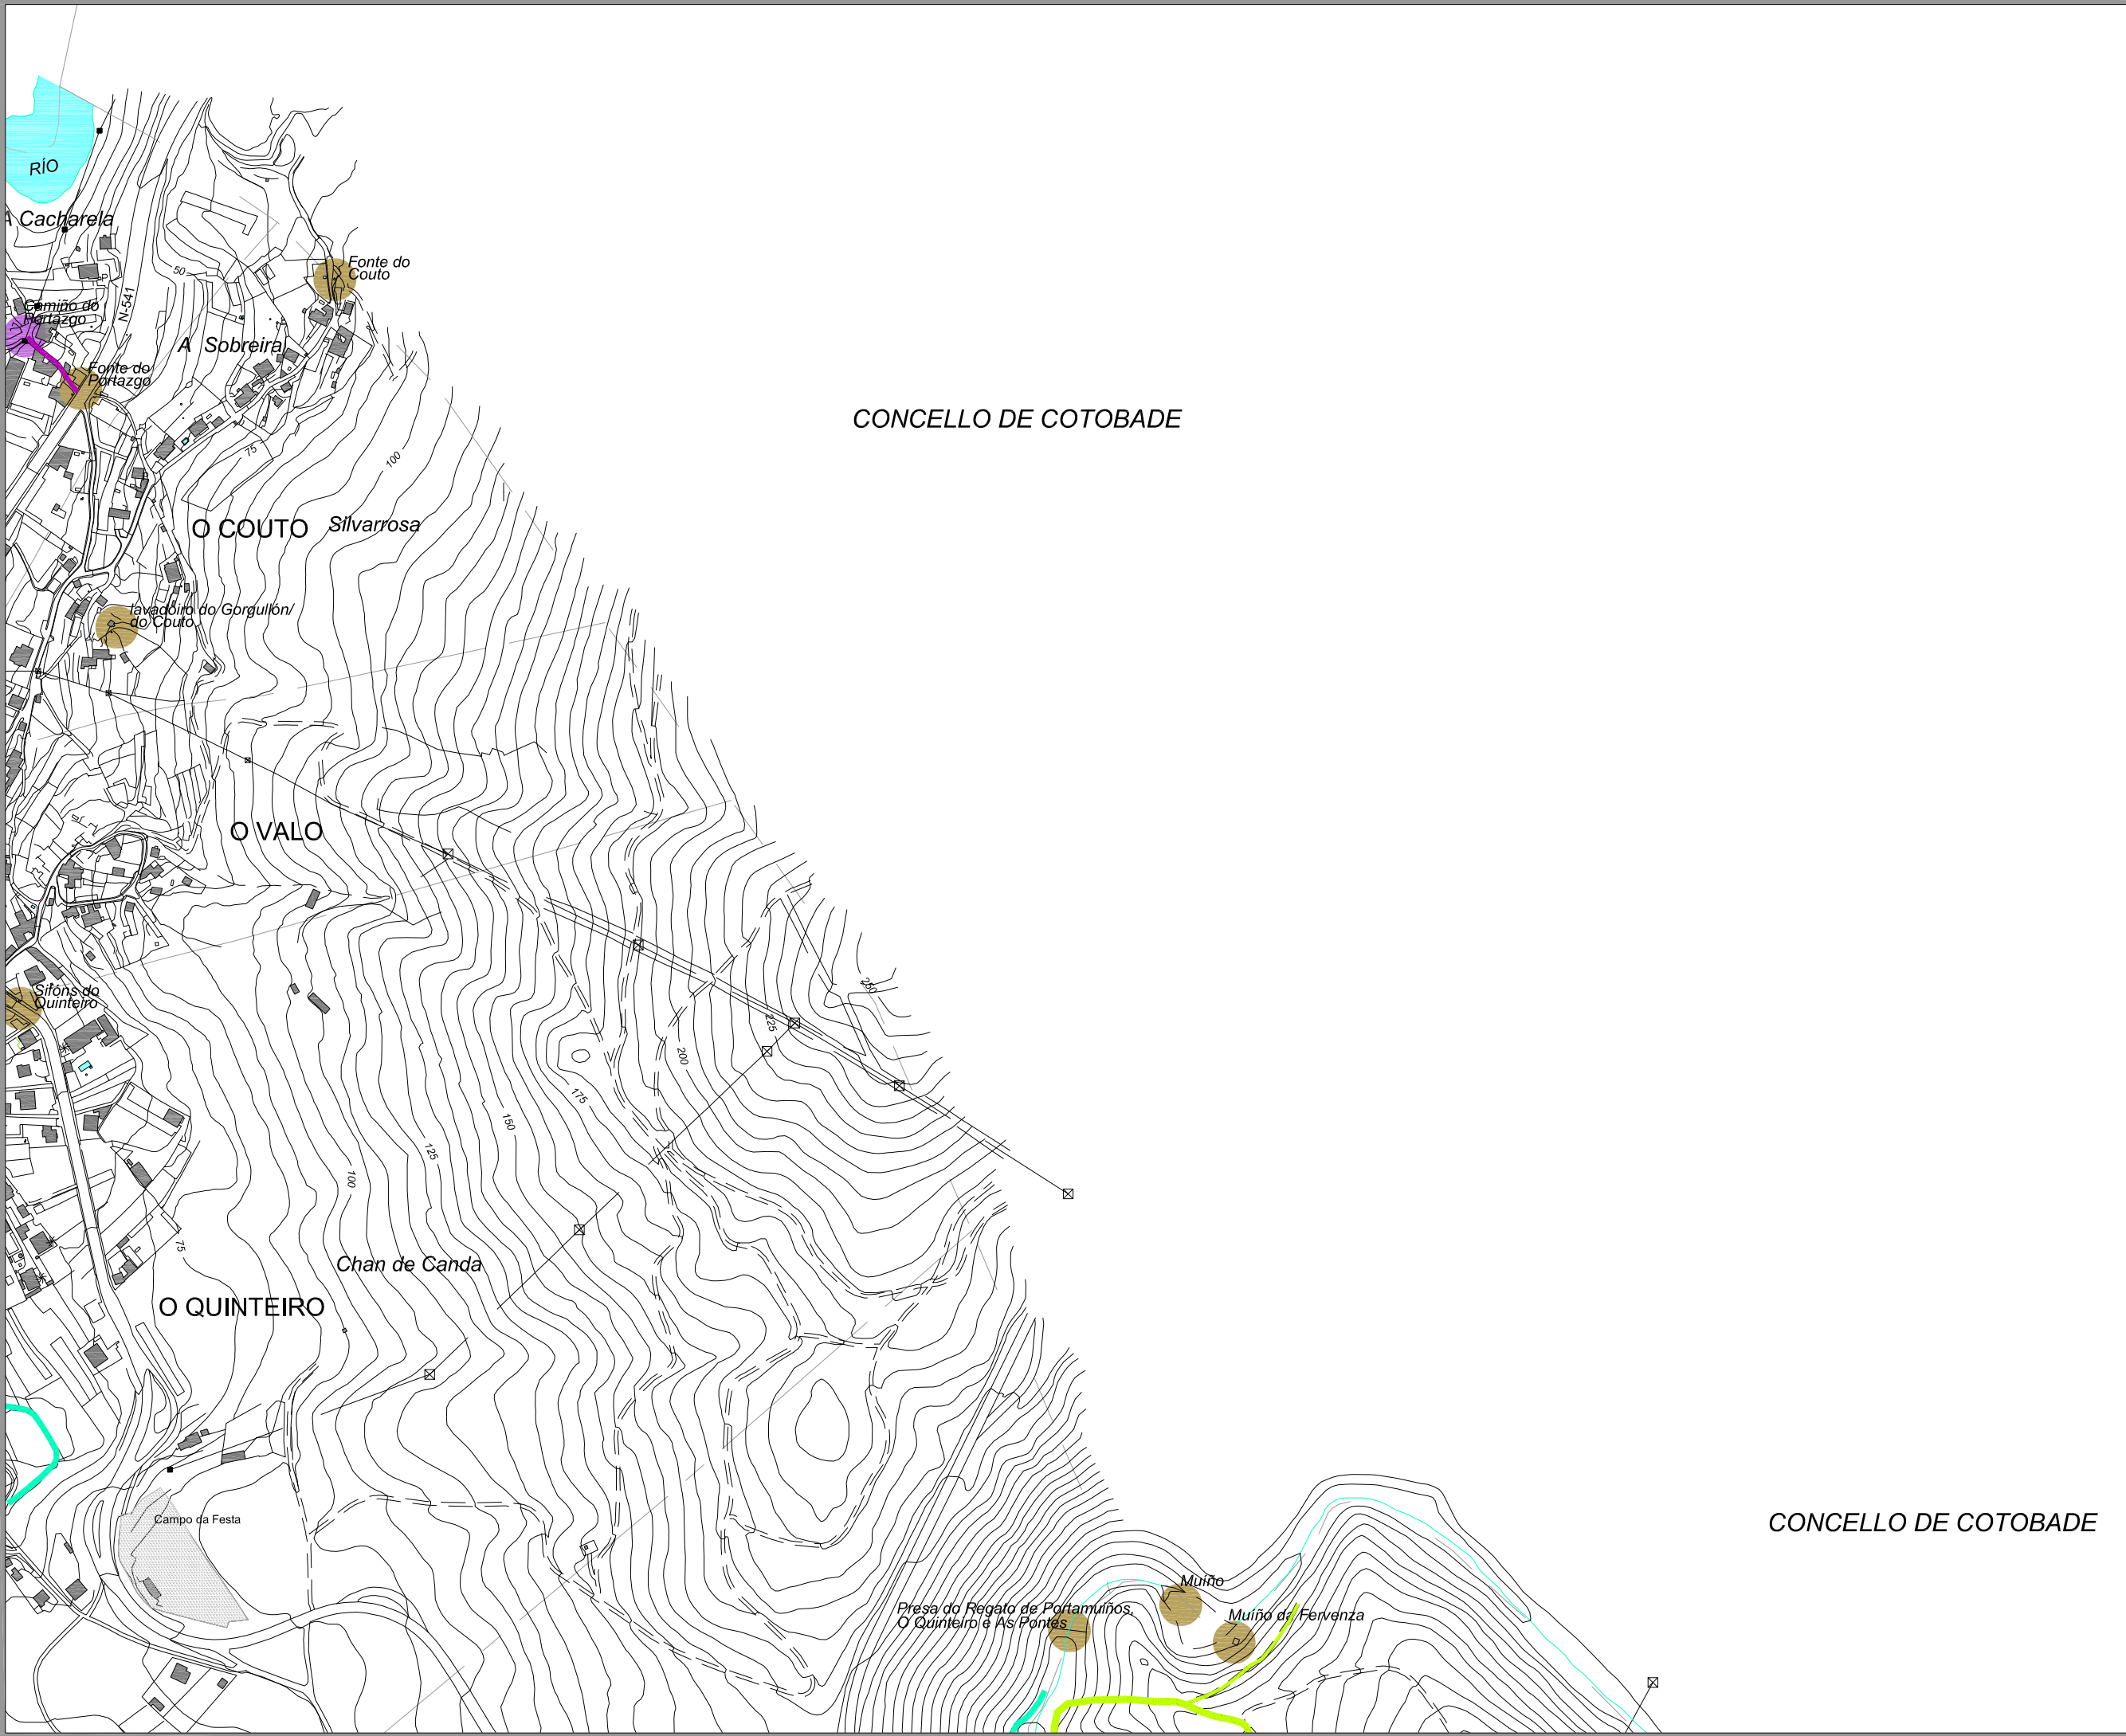 RÍO
A Cacharela
50
Fonte do
Couto
N-541
P
Camiño do
Portazgo
A Sobreira
Fonte do
Portazgo
CONCELLO DE COTOBADE
75
100
P
O COUTO
Silvarrosa
lavadoiro do Gorgullón/
do Couto
O VALO
250
Sifóns do
Quinteiro
225
200
175
150
125
100
75
Chan de Canda
O QUINTEIRO
Campo da Festa
CONCELLO DE COTOBADE
Muíño
Presa do Regato de Portamuíños,
O Quinteiro e As Pontes
Muíño da Fervenza